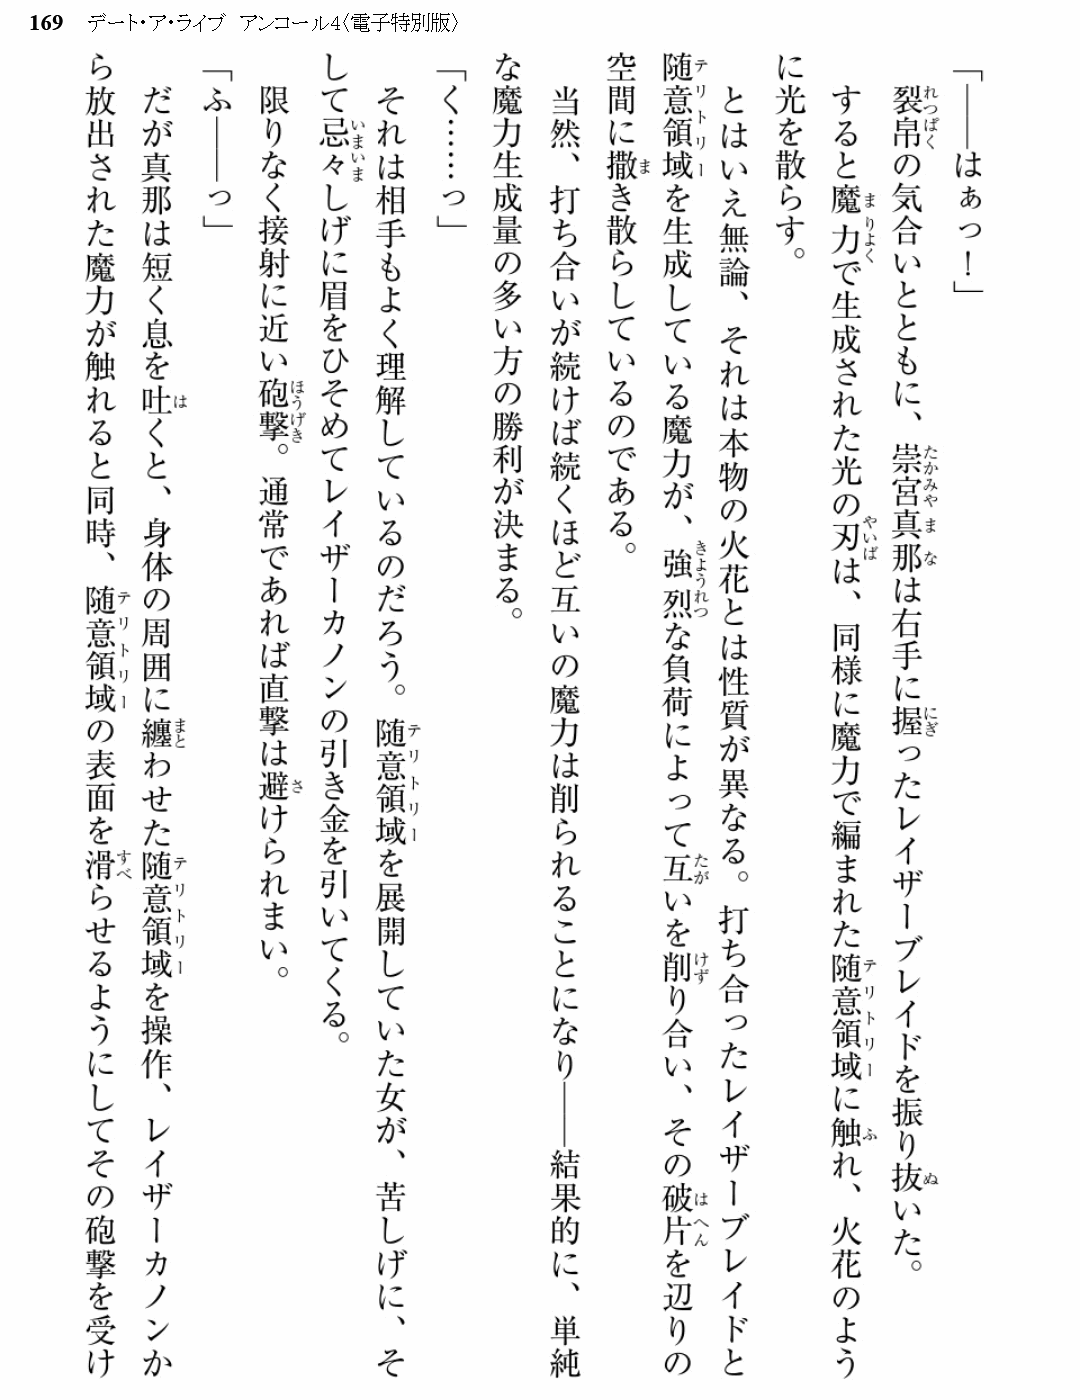 169 デート・ア・ライブ アンコール4〈電子特別版〉
「――はぁっ!」
裂帛の気合いとともに、崇宮真那は右手に握ったレイザーブレイドを振り抜いた。
すると魔力で生成された光の刃は、同様に魔力で編まれた随意領域に触れ、火花のよう
に光を散らす。
とはいえ無論、それは本物の火花とは性質が異なる。打ち合ったレイザーブレイドと
随意領域を生成している魔力が、強烈な負荷によって互いを削り合い、その破片を辺りの
空間に撒き散らしているのである。
当然、打ち合いが続けば続くほど互いの魔力は削られることになり――結果的に、単純
な魔力生成量の多い方の勝利が決まる。
「く……っ」
それは相手もよく理解しているのだろう。随意領域を展開していた女が、苦しげに、そ
して忌々しげに眉をひそめてレイザーカノンの引き金を引いてくる。
限りなく接射に近い砲撃。通常であれば直撃は避けられまい。
「ふ――っ」
だが真那は短く息を吐くと、身体の周囲に纏わせた随意領域を操作、レイザーカノンか
ら放出された魔力が触れると同時、随意領域の表面を滑らせるようにしてその砲撃を受け